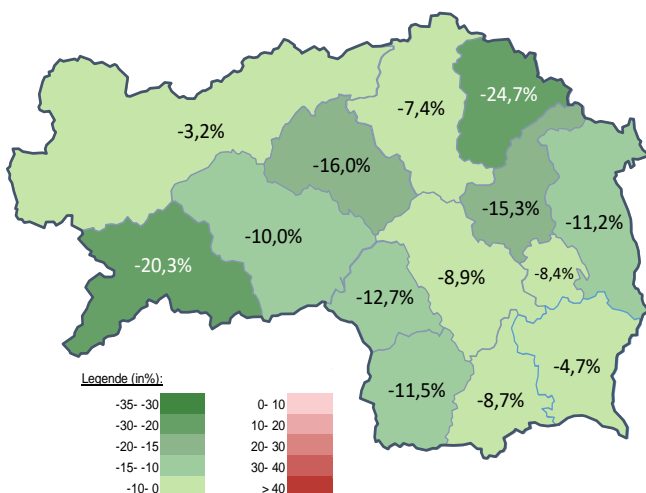 -24,7%
-7,4%
-3,2%
-16,0%
-15,3%
-11,2%
-10,0%
-20,3%
-8,9%
-8,4%
-12,7%
-4,7%
-11,5%
-8,7%
Legende (in%):
-35- -30 0- 10
-30- -20 10- 20
-20- -15 20- 30
-15- -10 30- 40
-10- 0 > 40